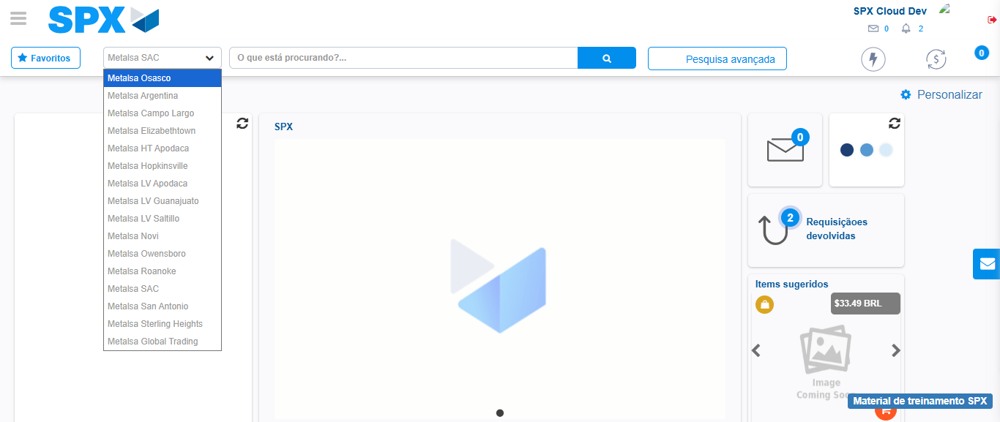 SPX
SPX Cloud Dev
0
2
Favoritos
Metalsa SAC
O que está procurando?...
Pesquisa avançada
$
0
Metalsa Osasco
Metalsa Argentina
Metalsa Campo Largo
Metalsa Elizabethtown
Metalsa HT Apodaca
Metalsa Hopkinsville
Metalsa LV Apodaca
Metalsa LV Guanajuato
Metalsa LV Saltillo
Metalsa Novi
Metalsa Owensboro
Metalsa Roanoke
Metalsa SAC
Metalsa San Antonio
Metalsa Sterling Heights
Metalsa Global Trading
Personalizar
SPX
0
2
Requisiçãoes
devolvidas
Items sugeridos
$33.49 BRL
Image
Coming Soo
Material de treinamento SPX